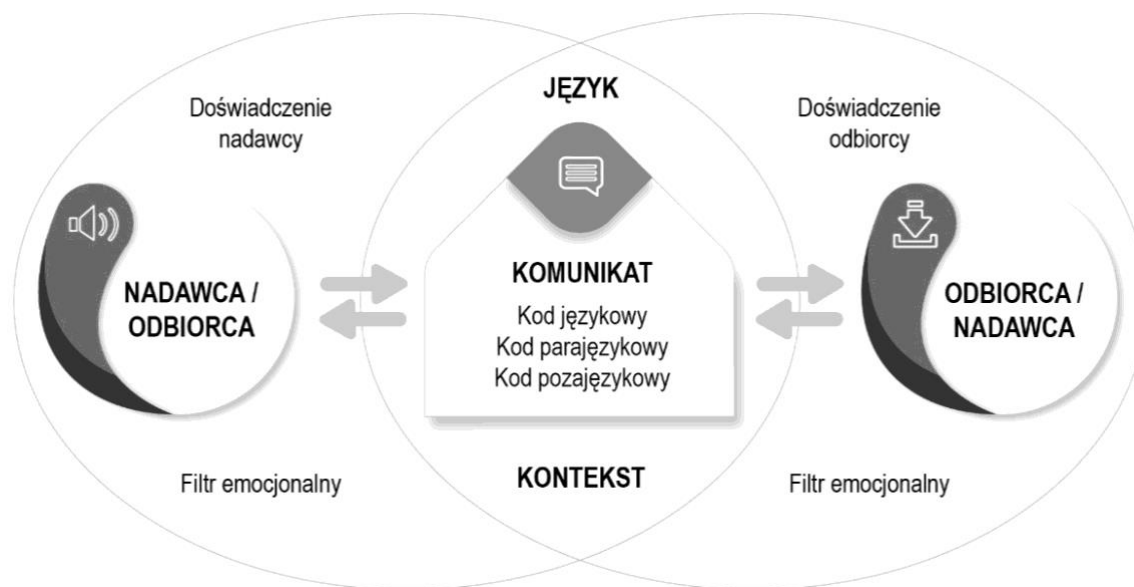 JĘZYK
Doświadczenie
nadawcy
Doświadczenie
odbiorcy
NADAWCA /
ODBIORCA
KOMUNIKAT
Kod językowy
Kod parajęzykowy
Kod pozajęzykowy
ODBIORCA /
NADAWCA
Filtr emocjonalny
KONTEKST
Filtr emocjonalny